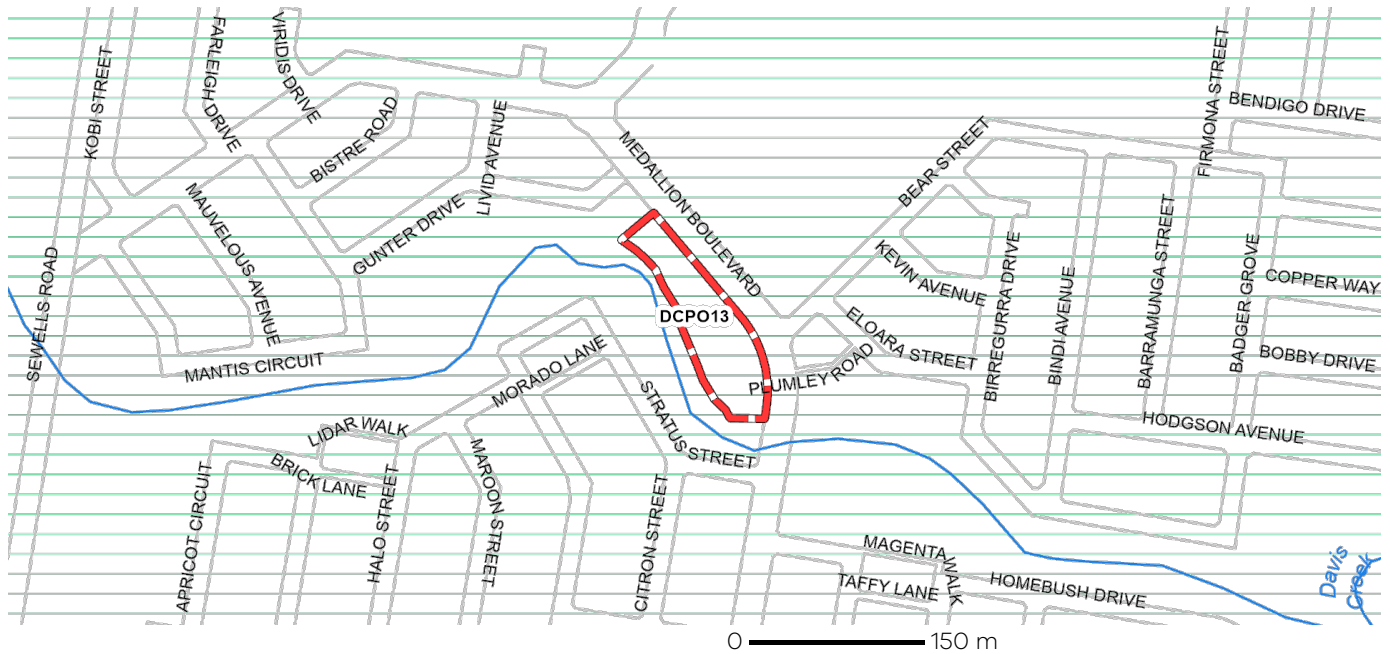 KOBI STREET
FARLEIGH DRIVE
VIRIDIS DRIVE
BISTRE ROAD
LIVID AVENUE
MEDALLION BOULEVARD
BEAR STREET
FIRMONA STREET
BENDIGO DRIVE
MAUVELOUS AVENUE
GUNTER DRIVE
KEVIN AVENUE
BIRREGURRA DRIVE
BINDI AVENUE
BARRAMUNGA STREET
BADGER GROVE
COPPER WAY
SEWELLS ROAD
DCPO13
ELOARA STREET
MANTIS CIRCUIT
MORADO LANE
PLUMLEY ROAD
BOBBY DRIVE
STRATUS STREET
HODGSON AVENUE
LIDAR WALK
BRICK LANE
APRICOT CIRCUIT
HALO STREET
MAROON STREET
CITRON STREET
MAGENTA WALK
TAFFY LANE
HOMEBUSH DRIVE
Davis
Creek
0 150 m